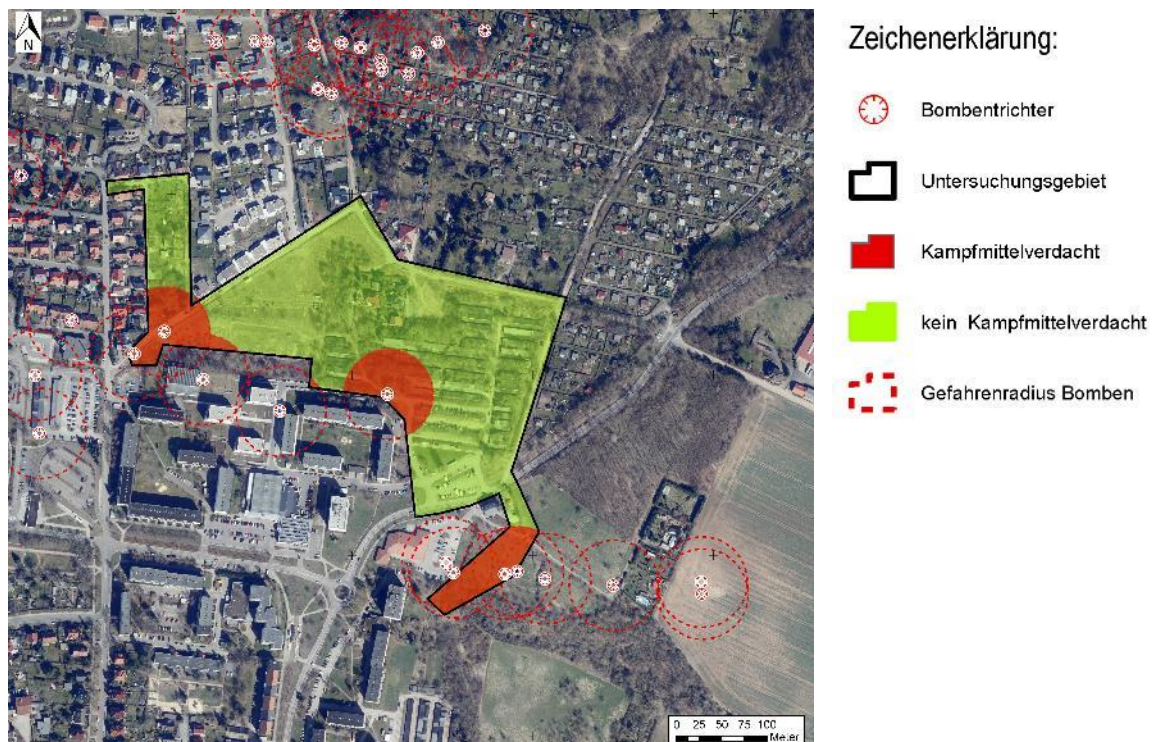 N
Zeichenerklärung:
Bombentrichter
Untersuchungsgebiet
Kampfmittelverdacht
kein Kampfmittelverdacht
Gefahrenradius Bomben
0 25 50 75 100
Meter